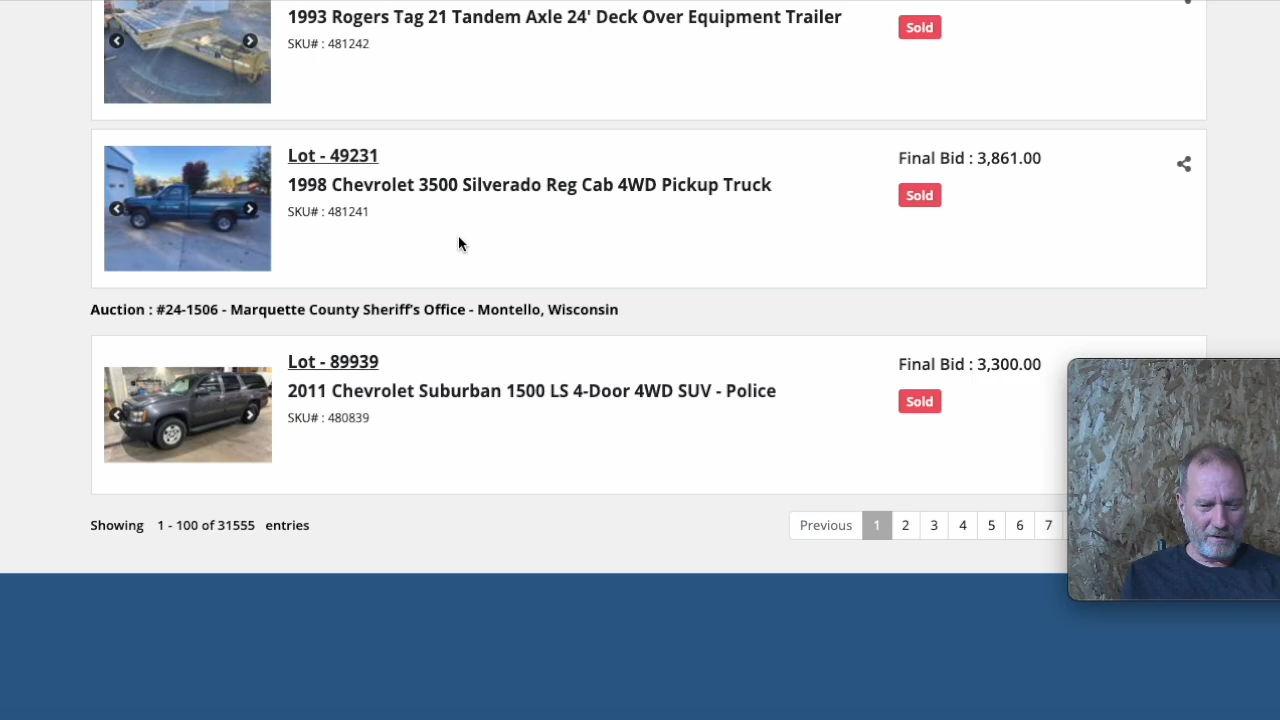 1993 Rogers Tag 21 Tandem Axle 24' Deck Over Equipment Trailer
SKU# : 481242
Sold
Lot - 49231
1998 Chevrolet 3500 Silverado Reg Cab 4WD Pickup Truck
SKU# : 481241
Final Bid : 3,861.00
Sold
Auction : #24-1506 - Marquette County Sheriff's Office - Montello, Wisconsin
Lot - 89939
2011 Chevrolet Suburban 1500 LS 4-Door 4WD SUV - Police
SKU# : 480839
Final Bid : 3,300.00
Sold
Showing 1 - 100 of 31555 entries
Previous 1 2 3 4 5 6 7